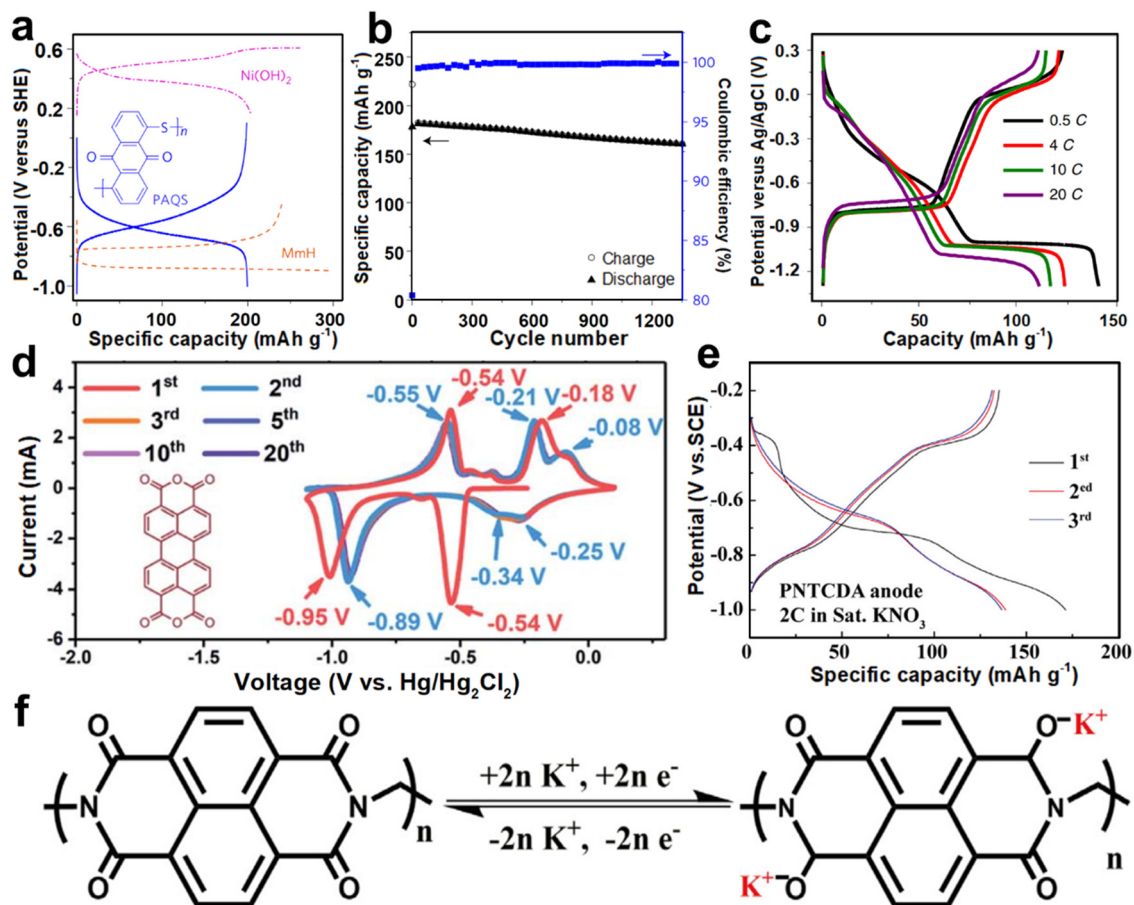 a
Potential (V versus SHE)
0.6
0.2
-0.2
-0.6
-1.0
Ni(OH)2
S
n
O
O
PAQS
MmH
0
100
200
300
Specific capacity (mAh g-1)
b
Specific capacity (mAh g-1)
250
200
150
100
50
0
Charge
Discharge
0
300
600
900
1200
Cycle number
100
95
90
85
80
Coulombic efficiency (%)
c
Potential versus Ag/AgCl (V)
0.3
0.0
-0.3
-0.6
-0.9
-1.2
0.5 C
4 C
10 C
20 C
0
50
100
150
Capacity (mAh g-1)
d
Current (mA)
4
2
0
-2
-4
-6
1st
2nd
3rd
5th
10th
20th
-0.55 V
-0.54 V
-0.21 V
-0.18 V
-0.08 V
-0.25 V
-0.34 V
-0.54 V
-0.89 V
-0.95 V
O
O
O
O
O
O
-2.0
-1.5
-1.0
-0.5
0.0
Voltage (V vs. Hg/Hg2Cl2)
e
Potential (V vs.SCE)
-0.2
-0.4
-0.6
-0.8
-1.0
1st
2ed
3rd
PNTCDA anode
2C in Sat. KNO3
0
50
100
150
200
Specific capacity (mAh g-1)
f
O
O
N
N
O
O
n
+2n K+, +2n e-
-2n K+, -2n e-
O
O- K+
N
N
K+ -O
O
n